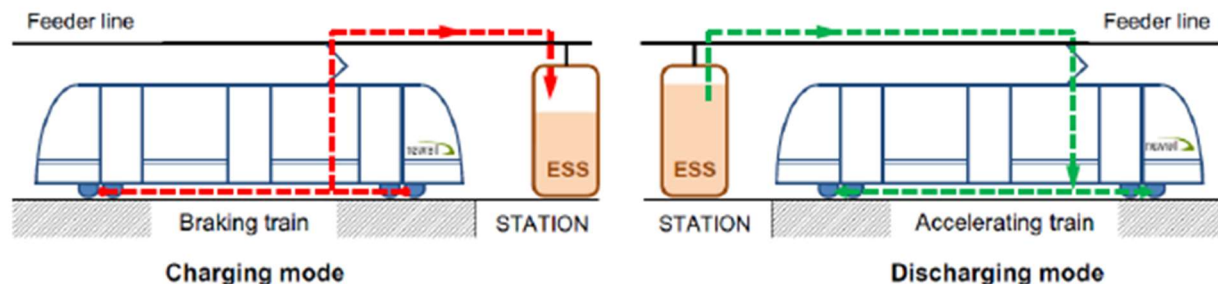 Feeder line
Feeder line
ESS
ESS
Braking train
STATION
STATION
Accelerating train
Charging mode
Discharging mode